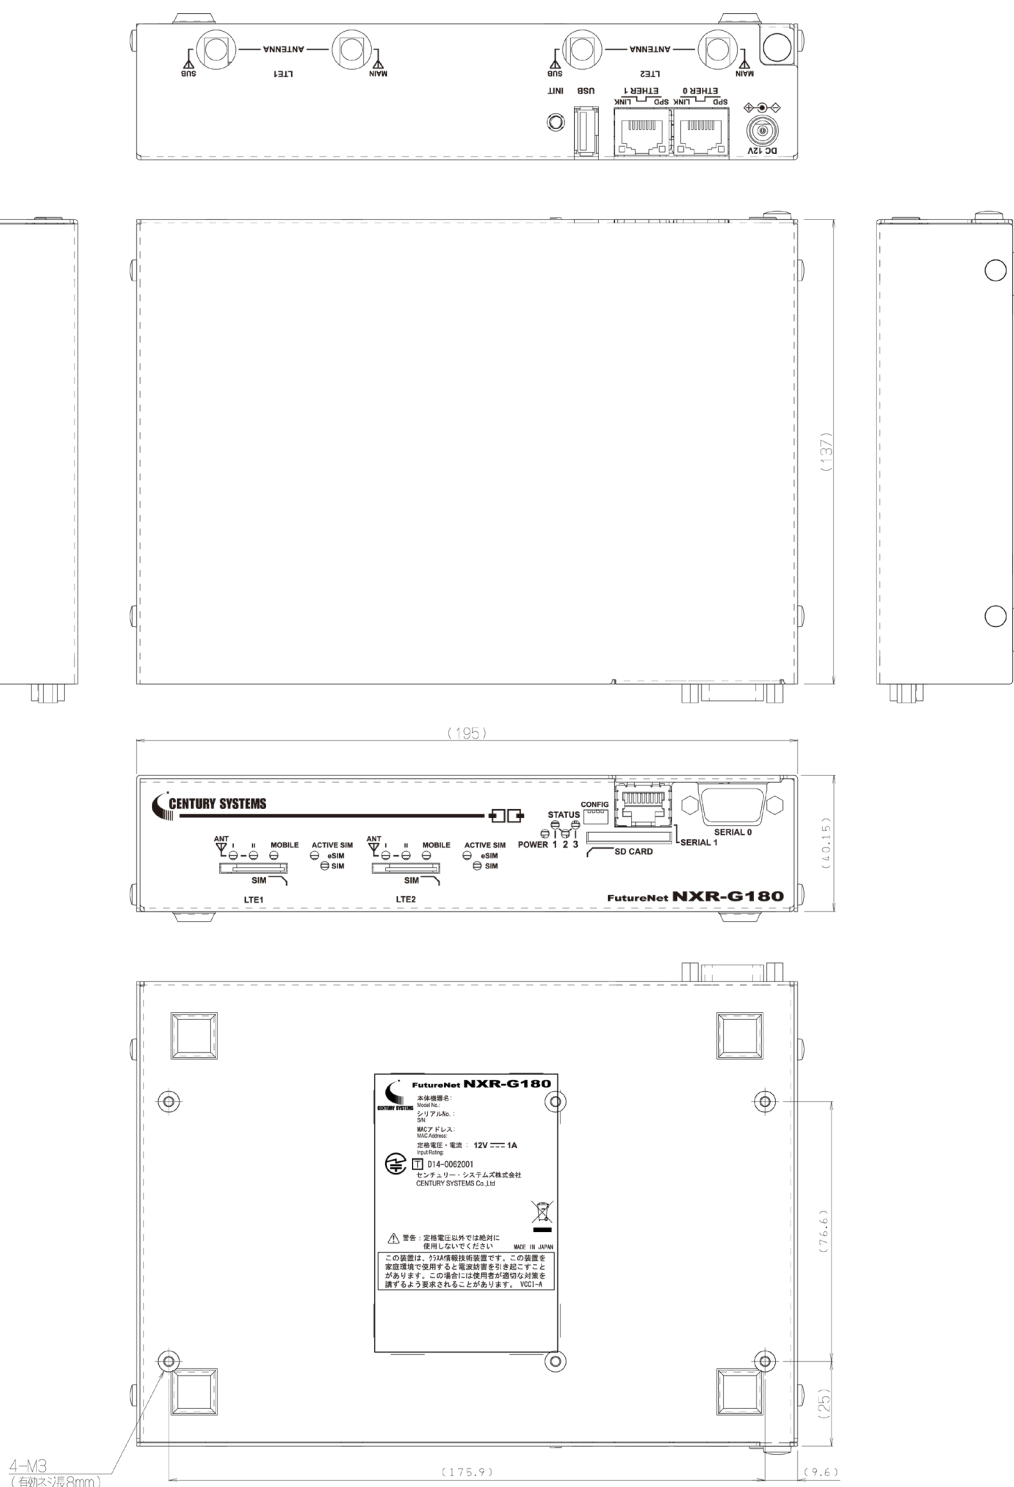 SUB
ANTENNA
MAIN
LTE1
SUB
ANTENNA
MAIN
LTE2
INIT
USB
ETHER 1
ETHER 0
LINK
SPD
LINK
SPD
DC 12V
(137)
(195)
CENTURY SYSTEMS
CONFIG
STATUS
POWER 1 2 3
SERIAL 0
SERIAL 1
SD CARD
ANT
I II MOBILE
ACTIVE SIM
eSIM
SIM
SIM
LTE1
ANT
I II MOBILE
ACTIVE SIM
eSIM
SIM
SIM
LTE2
FutureNet NXR-G180
(40.15)
FutureNet NXR-G180
CENTURY SYSTEMS
本体機器名:
Model No.:
シリアルNo. :
S/N
MACアドレス:
MAC Address:
定格電圧・電流 : 12V 1A
Input Rating:
T D14-0062001
センチュリー・システムズ株式会社
CENTURY SYSTEMS Co.,Ltd
警告:定格電圧以外では絶対に
使用しないでください
MADE IN JAPAN
この装置は、クラスA情報技術装置です。この装置を
家庭環境で使用すると電波妨害を引き起こすこと
があります。この場合には使用者が適切な対策を
講ずるよう要求されることがあります。 VCCI-A
(76.6)
(25)
4-M3
(有効ネジ長8mm)
(175.9)
(9.6)